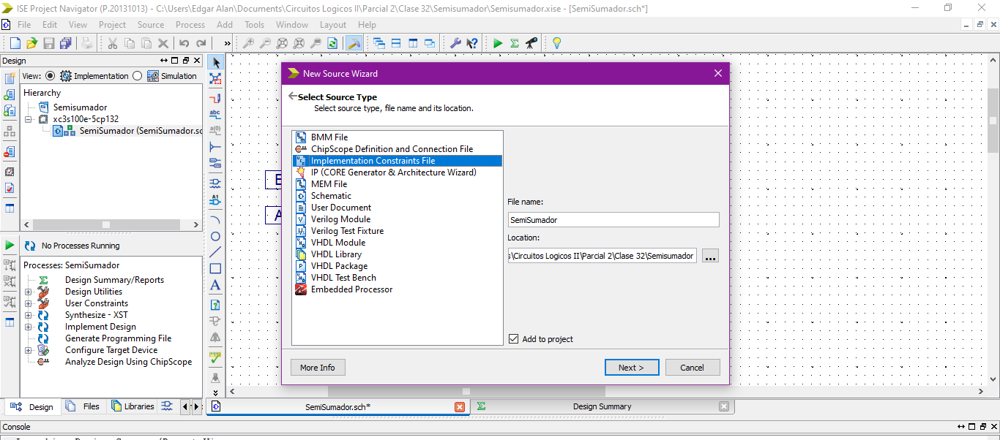 ISE Project Navigator (P.20131013) - C:\Users\Edgar Alan\Documents\Circuitos Logicos II\Parcial 2\Clase 32\Semisumador\Semisumador.xise - [SemiSumador.sch*]
File Edit View Project Source Process Add Tools Window Layout Help
Design
View: Implementation Simulation
Hierarchy
Semisumador
xc3s100e-5cp132
SemiSumador (SemiSumador.sc
No Processes Running
Processes: SemiSumador
Design Summary/Reports
Design Utilities
User Constraints
Synthesize - XST
Implement Design
Generate Programming File
Configure Target Device
Analyze Design Using ChipScope
Design Files Libraries
abc
a(0)
A1
A
New Source Wizard
Select Source Type
Select source type, file name and its location.
BMM File
ChipScope Definition and Connection File
Implementation Constraints File
IP (CORE Generator & Architecture Wizard)
MEM File
Schematic
User Document
Verilog Module
Verilog Test Fixture
VHDL Module
VHDL Library
VHDL Package
VHDL Test Bench
Embedded Processor
File name:
SemiSumador
Location:
s\Circuitos Logicos II\Parcial 2\Clase 32\Semisumador
...
Add to project
More Info Next > Cancel
SemiSumador.sch* Design Summary
Console